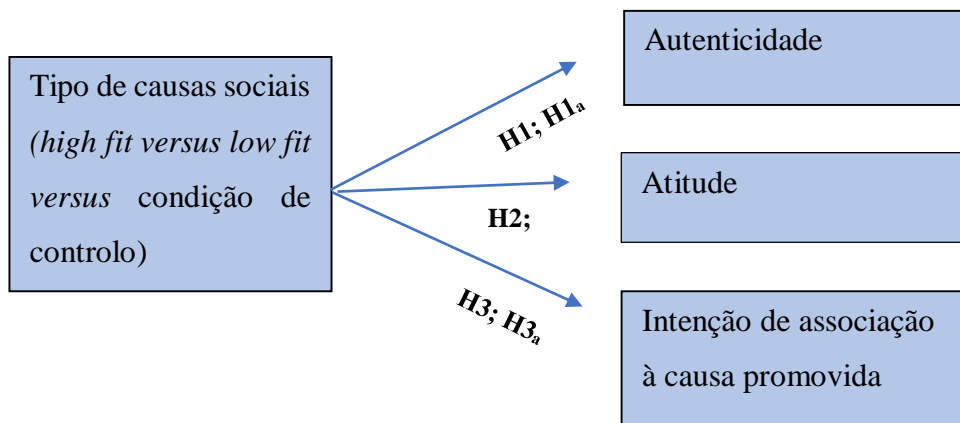 Tipo de causas sociais
(high fit versus low fit
versus condição de
controlo)
H1; H1a
H2;
H3; H3a
Autenticidade
Atitude
Intenção de associação
à causa promovida